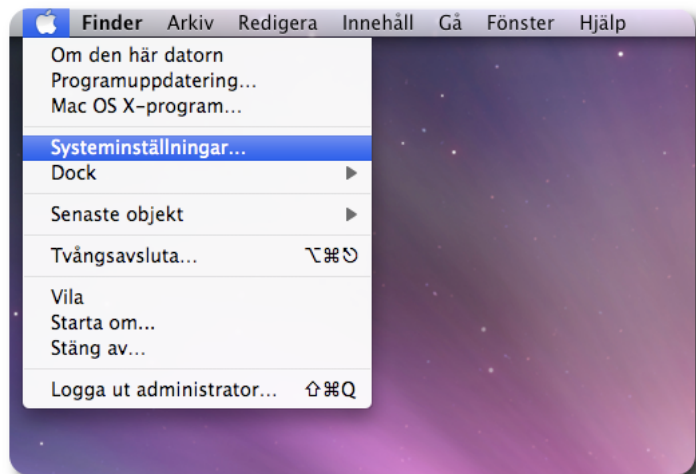 Finder Arkiv Redigera Innehåll Gå Fönster Hjälp
Om den här datorn
Programuppdatering...
Mac OS X-program...
Systeminställningar...
Dock
Senaste objekt
Tvångsavsluta... ⌥⌘⎋
Vila
Starta om...
Stäng av...
Logga ut administrator... ⇧⌘Q